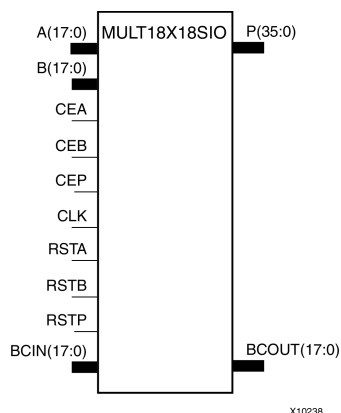 A(17:0) MULT18X18SIO P(35:0)
B(17:0)
CEA
CEB
CEP
CLK
RSTA
RSTB
RSTP
BCIN(17:0) BCOUT(17:0)
X10238